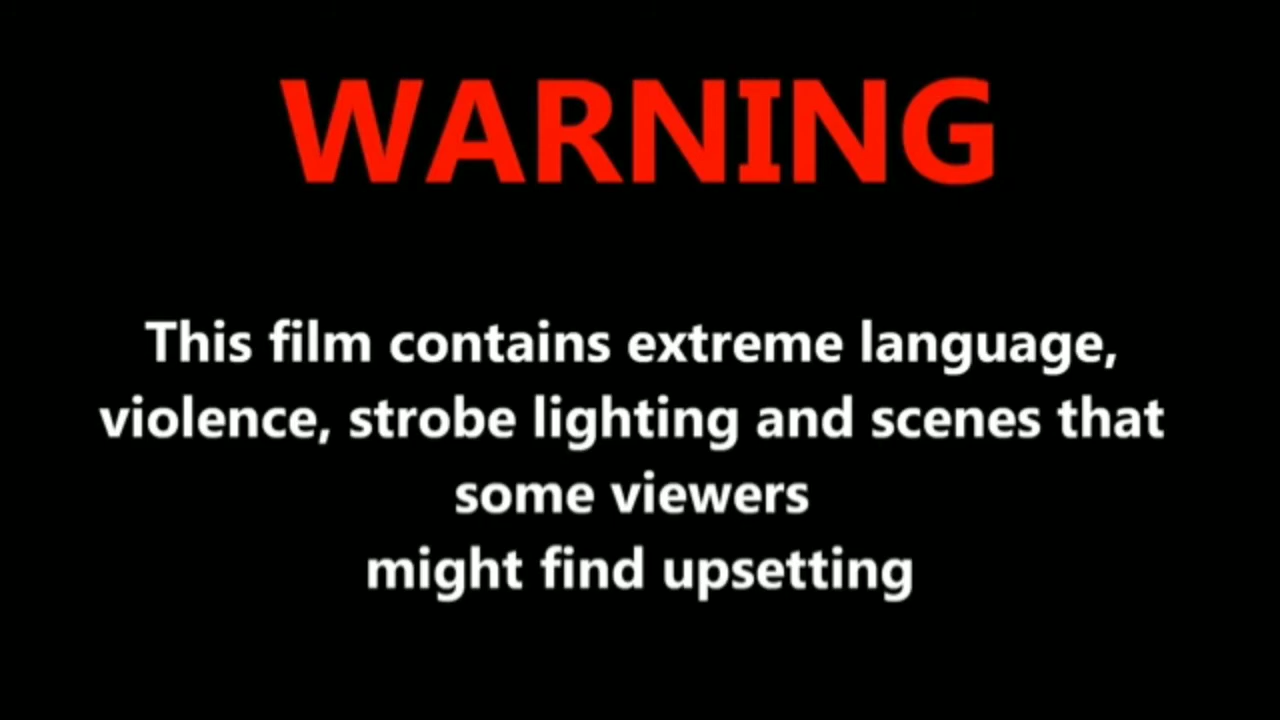 WARNING
This film contains extreme language,
violence, strobe lighting and scenes that
some viewers
might find upsetting